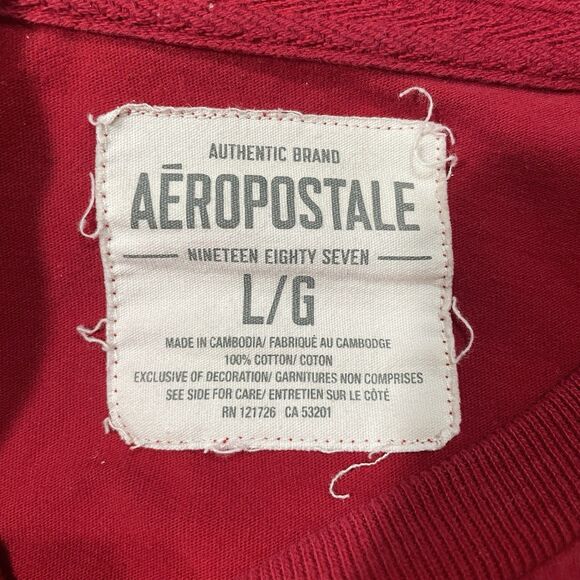 AUTHENTIC BRAND
AĒROPOSTALE
NINETEEN EIGHTY SEVEN
L/G
MADE IN CAMBODIA/ FABRIQUÉ AU CAMBODGE
100% COTTON/ COTON
EXCLUSIVE OF DECORATION/ GARNITURES NON COMPRISES
SEE SIDE FOR CARE/ ENTRETIEN SUR LE CÔTÉ
RN 121726 CA 53201